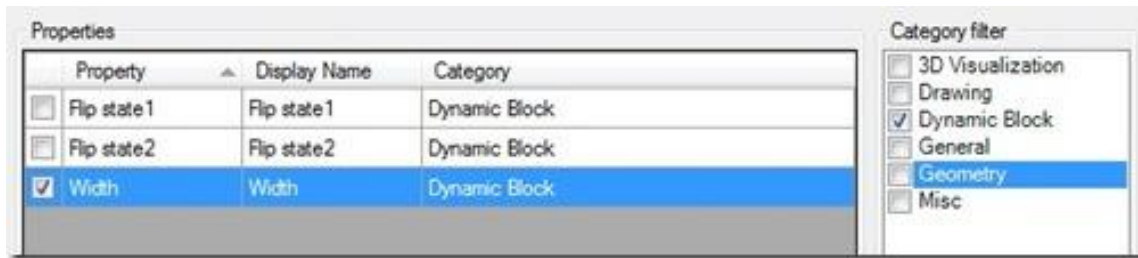 Properties
Property Display Name Category
Flip state1 Flip state1 Dynamic Block
Flip state2 Flip state2 Dynamic Block
Width Width Dynamic Block
Category filter
3D Visualization
Drawing
Dynamic Block
General
Geometry
Misc